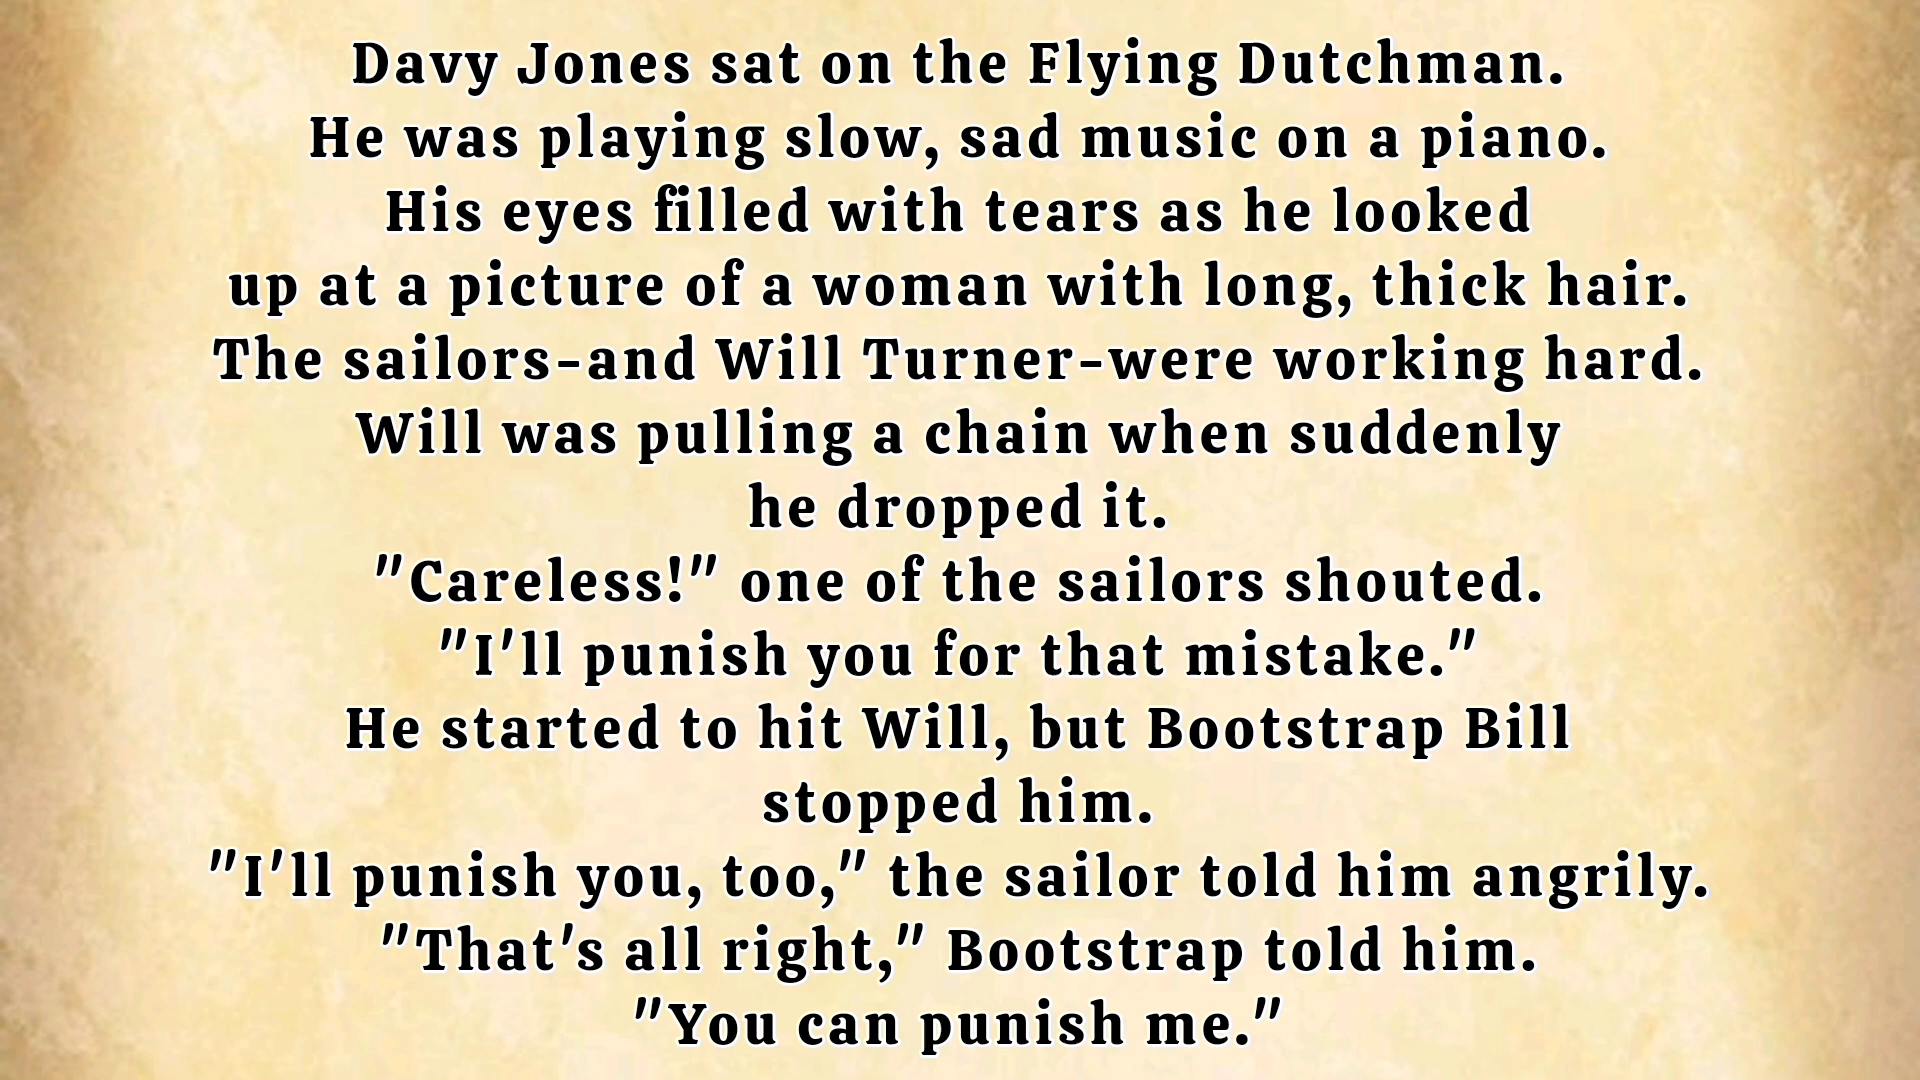 Davy Jones sat on the Flying Dutchman.
He was playing slow, sad music on a piano.
His eyes filled with tears as he looked
up at a picture of a woman with long, thick hair.
The sailors-and Will Turner-were working hard.
Will was pulling a chain when suddenly
he dropped it.
"Careless!" one of the sailors shouted.
"I'll punish you for that mistake."
He started to hit Will, but Bootstrap Bill
stopped him.
"I'll punish you, too," the sailor told him angrily.
"That's all right," Bootstrap told him.
"You can punish me."